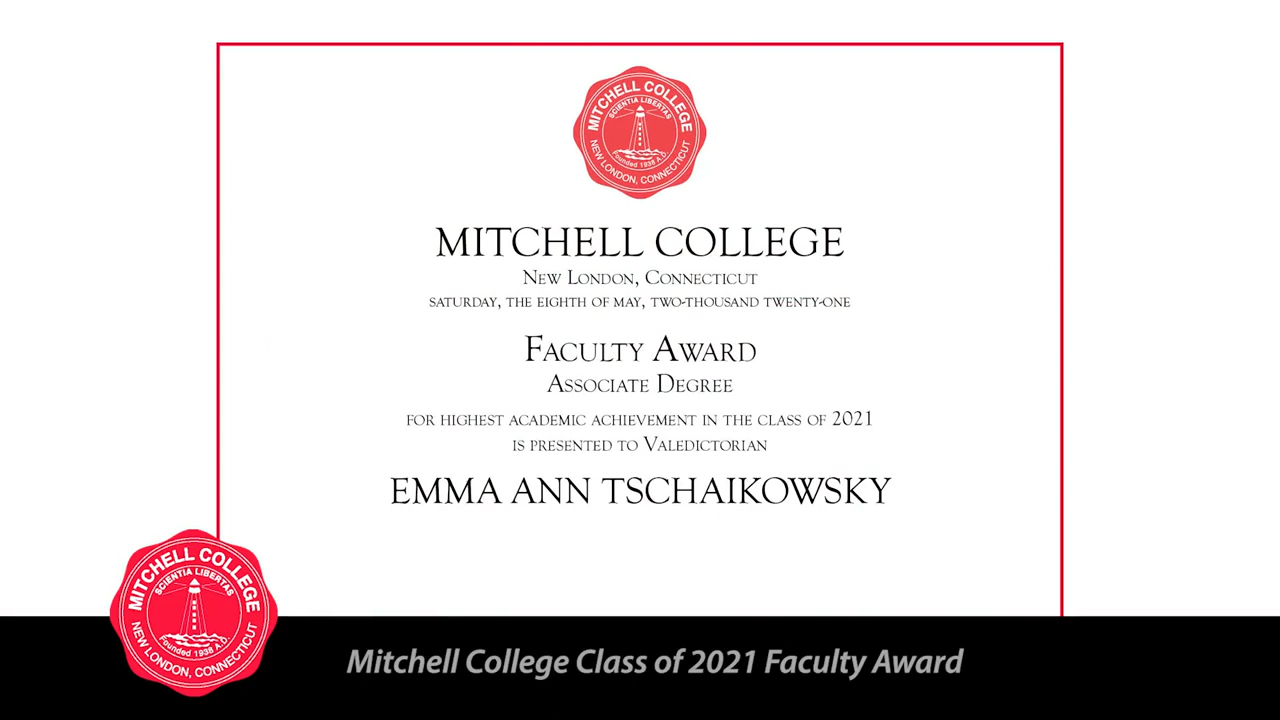 MITCHELL COLLEGE
SCIENTIA LIBERTAS
Founded 1938 A.D.
NEW LONDON, CONNECTICUT
MITCHELL COLLEGE
New London, Connecticut
saturday, the eighth of may, two-thousand twenty-one
Faculty Award
Associate Degree
for highest academic achievement in the class of 2021
is presented to Valedictorian
EMMA ANN TSCHAIKOWSKY
MITCHELL COLLEGE
SCIENTIA LIBERTAS
Founded 1938 A.D.
NEW LONDON, CONNECTICUT
Mitchell College Class of 2021 Faculty Award